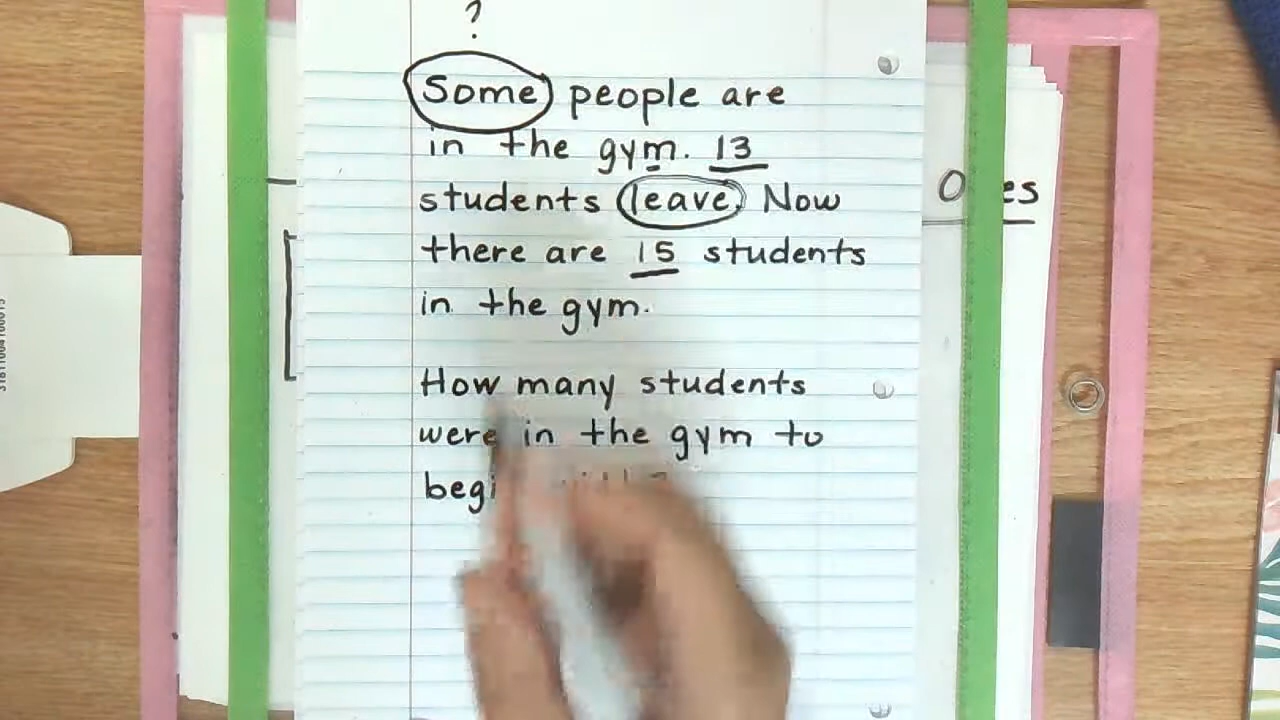 ?
Some people are
in the gym. 13
students leave. Now
there are 15 students
in the gym.
How many students
were in the gym to